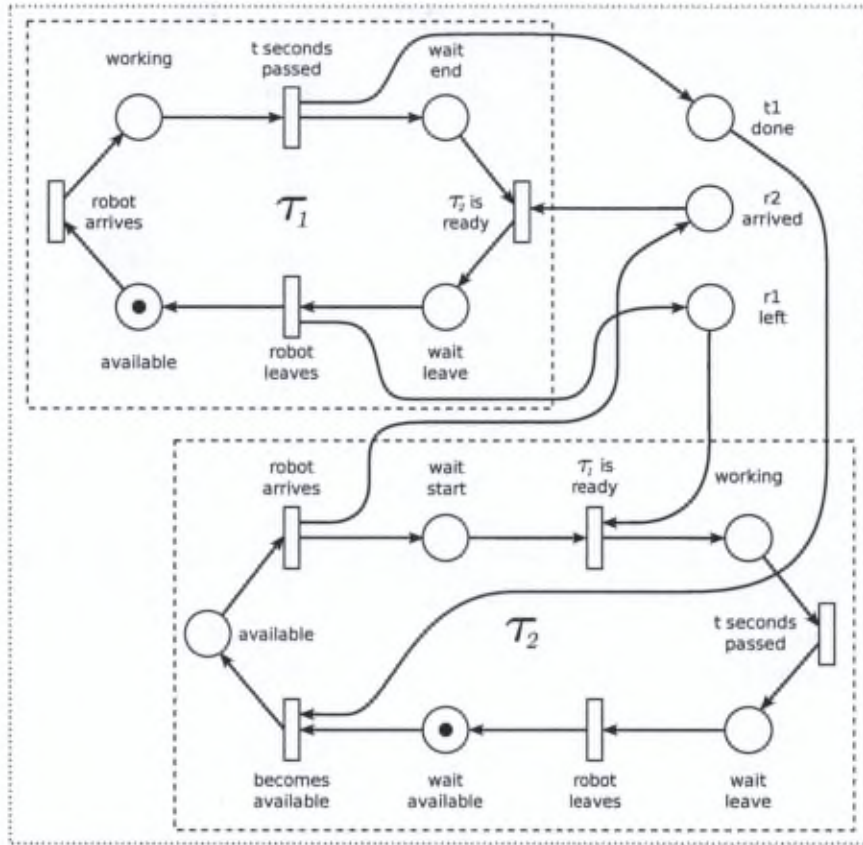 working
t seconds
passed
wait
end
t1
done
robot
arrives
τ₁
τ₂ is
ready
r2
arrived
r1
left
available
robot
leaves
wait
leave
robot
arrives
wait
start
τ₁ is
ready
working
available
τ₂
t seconds
passed
becomes
available
wait
available
robot
leaves
wait
leave